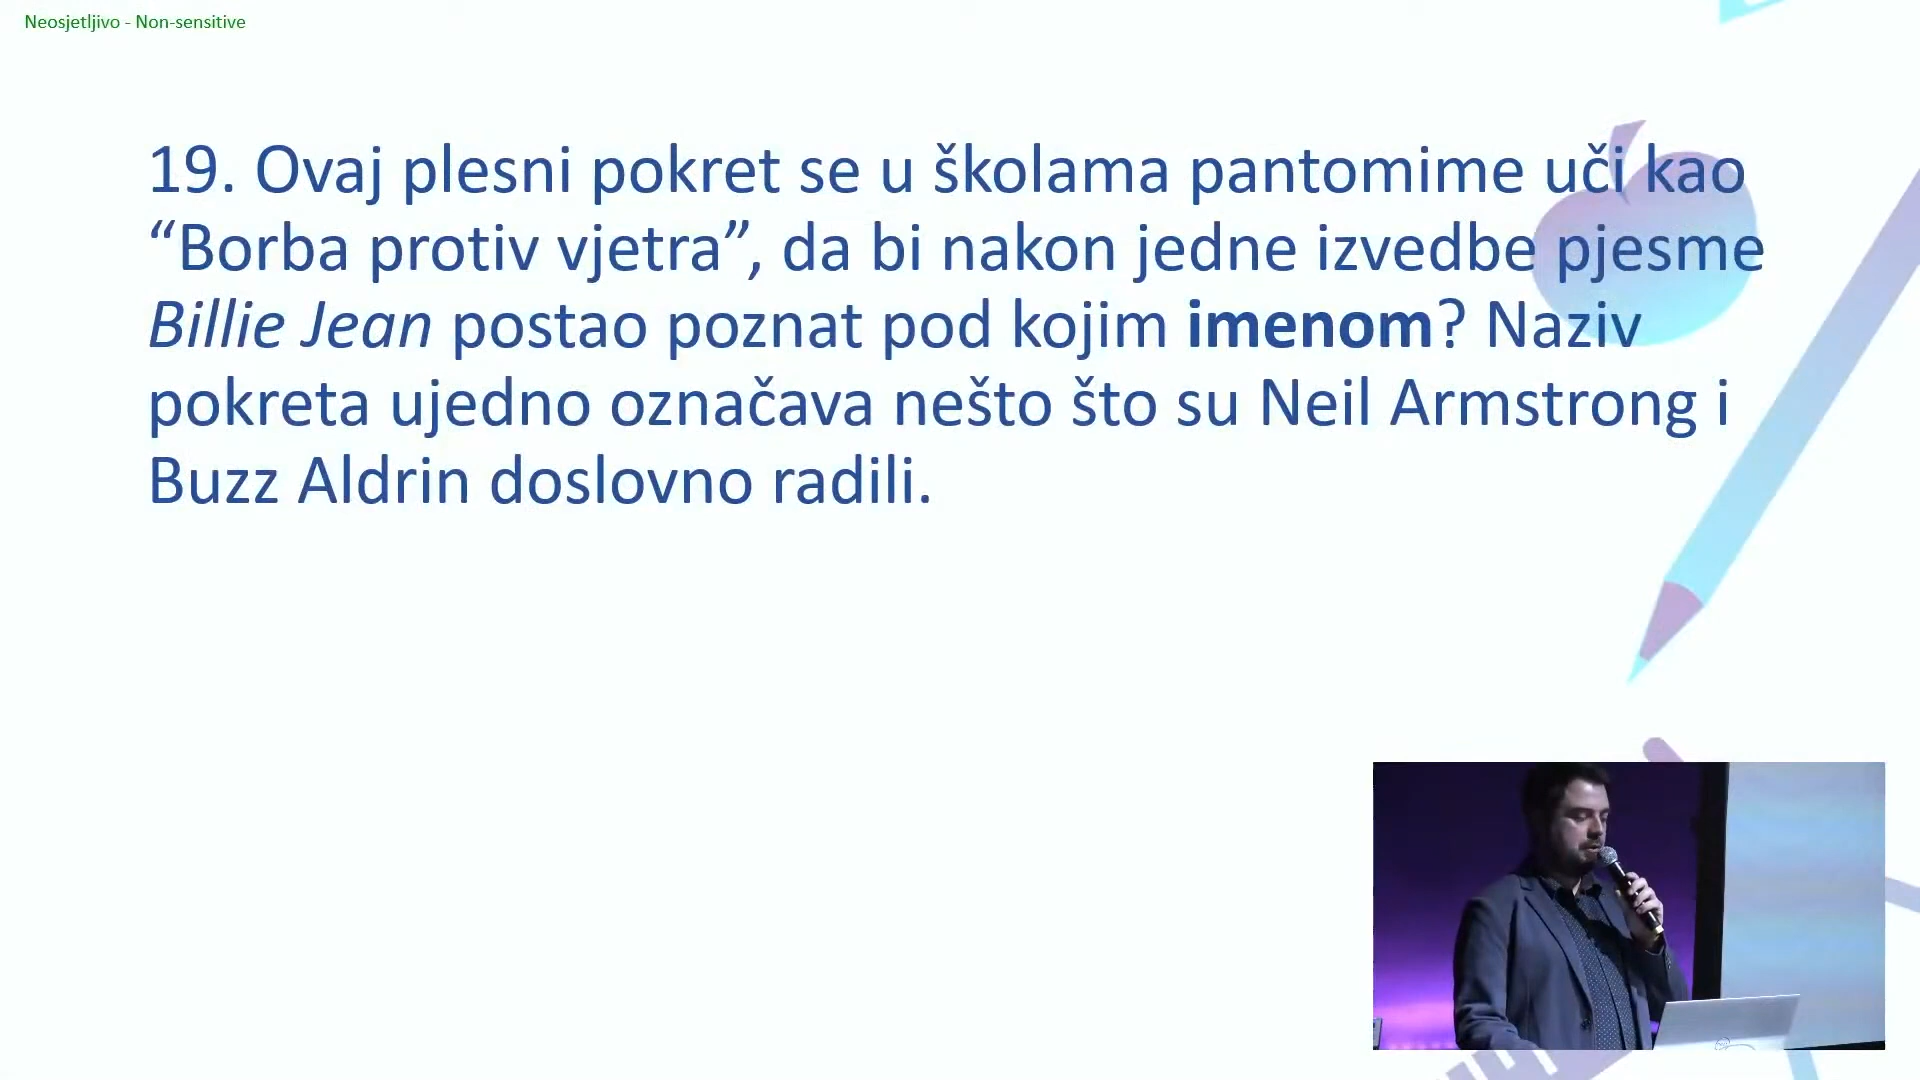 Neosjetljivo - Non-sensitive
19. Ovaj plesni pokret se u školama pantomime uči kao
“Borba protiv vjetra”, da bi nakon jedne izvedbe pjesme
Billie Jean postao poznat pod kojim imenom? Naziv
pokreta ujedno označava nešto što su Neil Armstrong i
Buzz Aldrin doslovno radili.